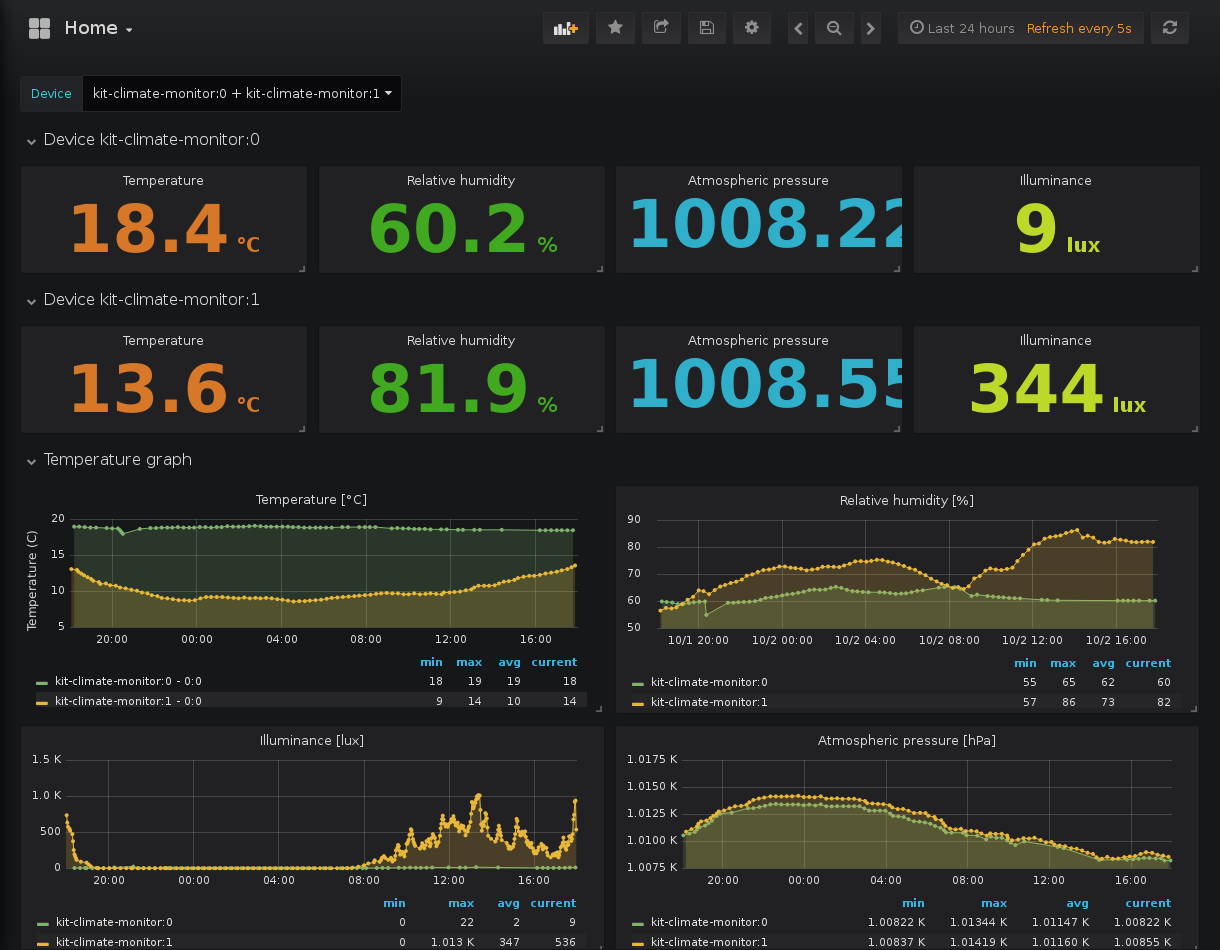 Home
Last 24 hours Refresh every 5s
Device kit-climate-monitor:0 + kit-climate-monitor:1
Device kit-climate-monitor:0
Temperature Relative humidity Atmospheric pressure Illuminance
18.4 °C 60.2 % 1008.22 9 lux
Device kit-climate-monitor:1
Temperature Relative humidity Atmospheric pressure Illuminance
13.6 °C 81.9 % 1008.55 344 lux
Temperature graph
Temperature [°C]
Temperature (C)
20
15
10
5
20:00 00:00 04:00 08:00 12:00 16:00
min max avg current
kit-climate-monitor:0 - 0:0 18 19 19 18
kit-climate-monitor:1 - 0:0 9 14 10 14
Relative humidity [%]
90
80
70
60
50
10/1 20:00 10/2 00:00 10/2 04:00 10/2 08:00 10/2 12:00 10/2 16:00
min max avg current
kit-climate-monitor:0 55 65 62 60
kit-climate-monitor:1 57 86 73 82
Illuminance [lux]
1.5 K
1.0 K
500
0
20:00 00:00 04:00 08:00 12:00 16:00
min max avg current
kit-climate-monitor:0 0 22 2 9
kit-climate-monitor:1 0 1.013 K 347 536
Atmospheric pressure [hPa]
1.0175 K
1.0150 K
1.0125 K
1.0100 K
1.0075 K
20:00 00:00 04:00 08:00 12:00 16:00
min max avg current
kit-climate-monitor:0 1.00822 K 1.01344 K 1.01147 K 1.00822 K
kit-climate-monitor:1 1.00837 K 1.01419 K 1.01160 K 1.00855 K